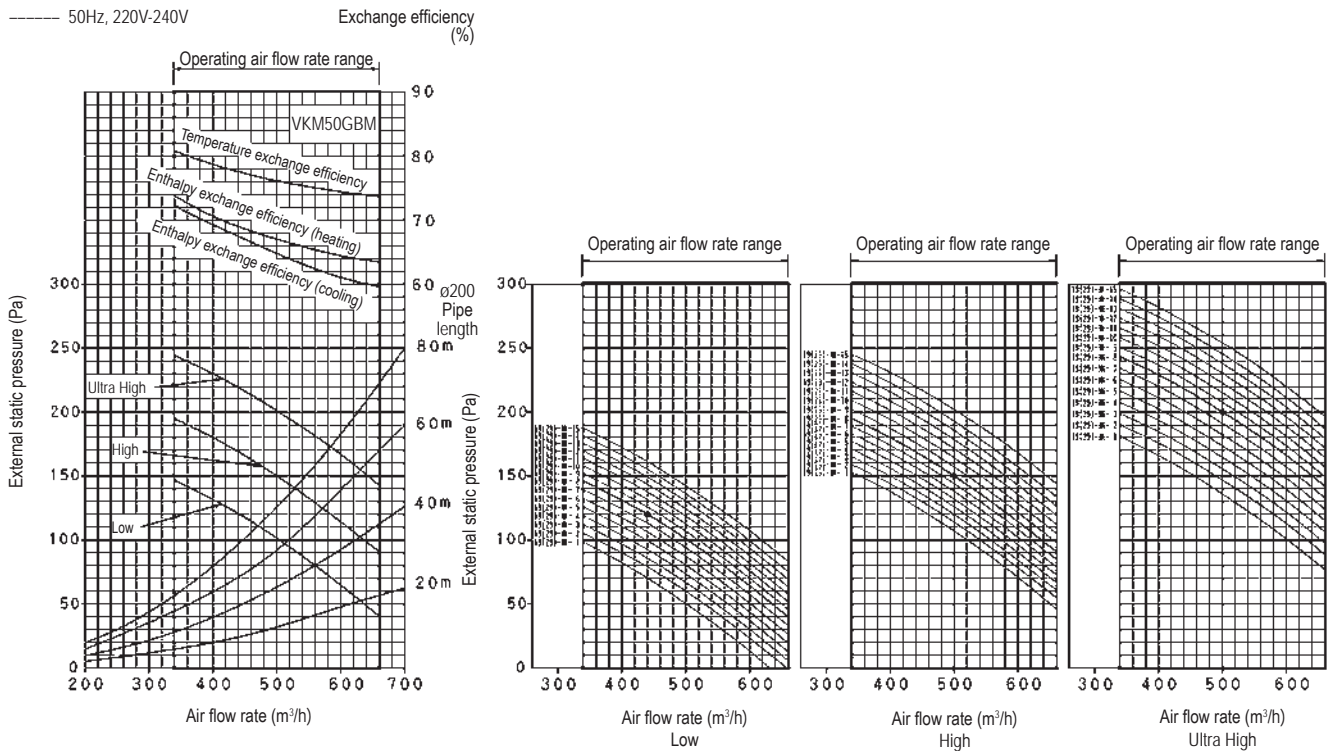 50Hz, 220V-240V
Exchange efficiency
(%)
Operating air flow rate range
90
VKM50GBM
Temperature exchange efficiency
80
Enthpy exchange efficiency (heating)
70
Enthalpy exchange efficiency (cooling)
60
ø200
Pipe
length
External static pressure (Pa)
300
250
200
150
100
50
0
80m
60m
40m
20m
Ultra High
High
Low
200 300 400 500 600 700
Air flow rate (m³/h)
Operating air flow rate range
External static pressure (Pa)
300
250
200
150
100
50
0
300 400 500 600
Air flow rate (m³/h)
Low
Operating air flow rate range
300 400 500 600
Air flow rate (m³/h)
High
Operating air flow rate range
300 400 500 600
Air flow rate (m³/h)
Ultra High